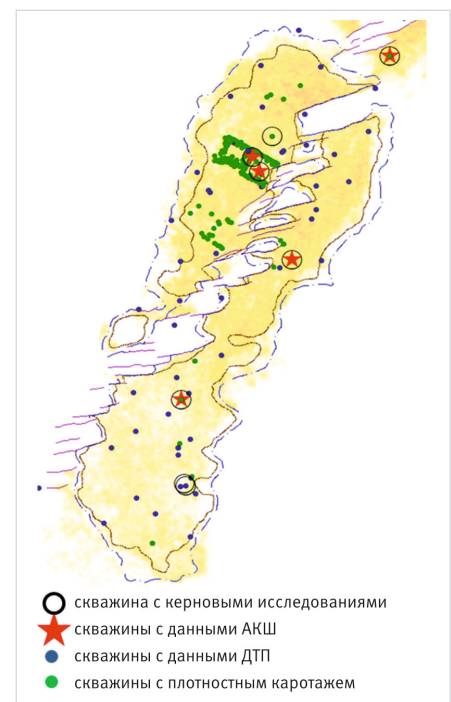 скважина с керновыми исследованиями
скважины с данными АКШ
скважины с данными ДТП
скважины с плотностным каротажем